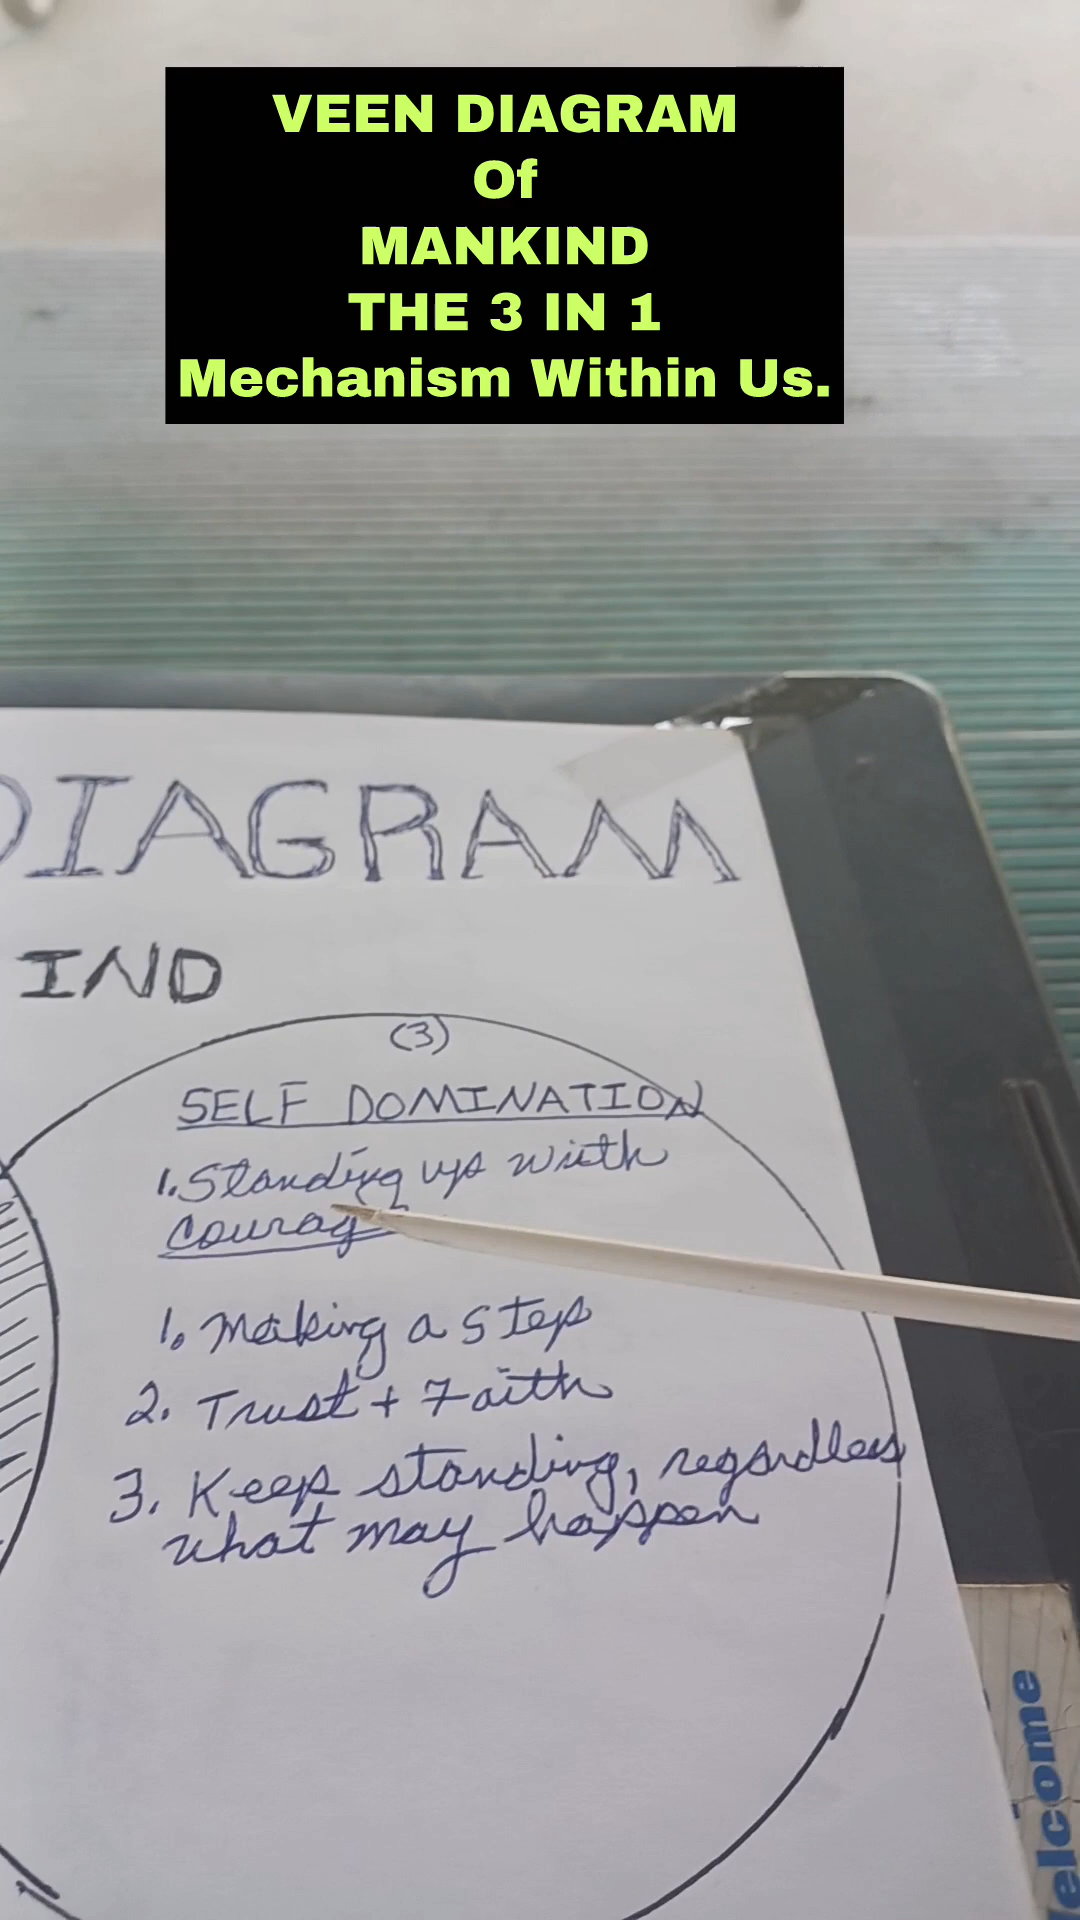 VEEN DIAGRAM
Of
MANKIND
THE 3 IN 1
Mechanism Within Us.
DIAGRAM
IND
(3)
SELF DOMINATION
1. Standing up with
courage
1. Making a step
2. Trust + Faith
3. Keep standing, regardless
what may happen
elcome